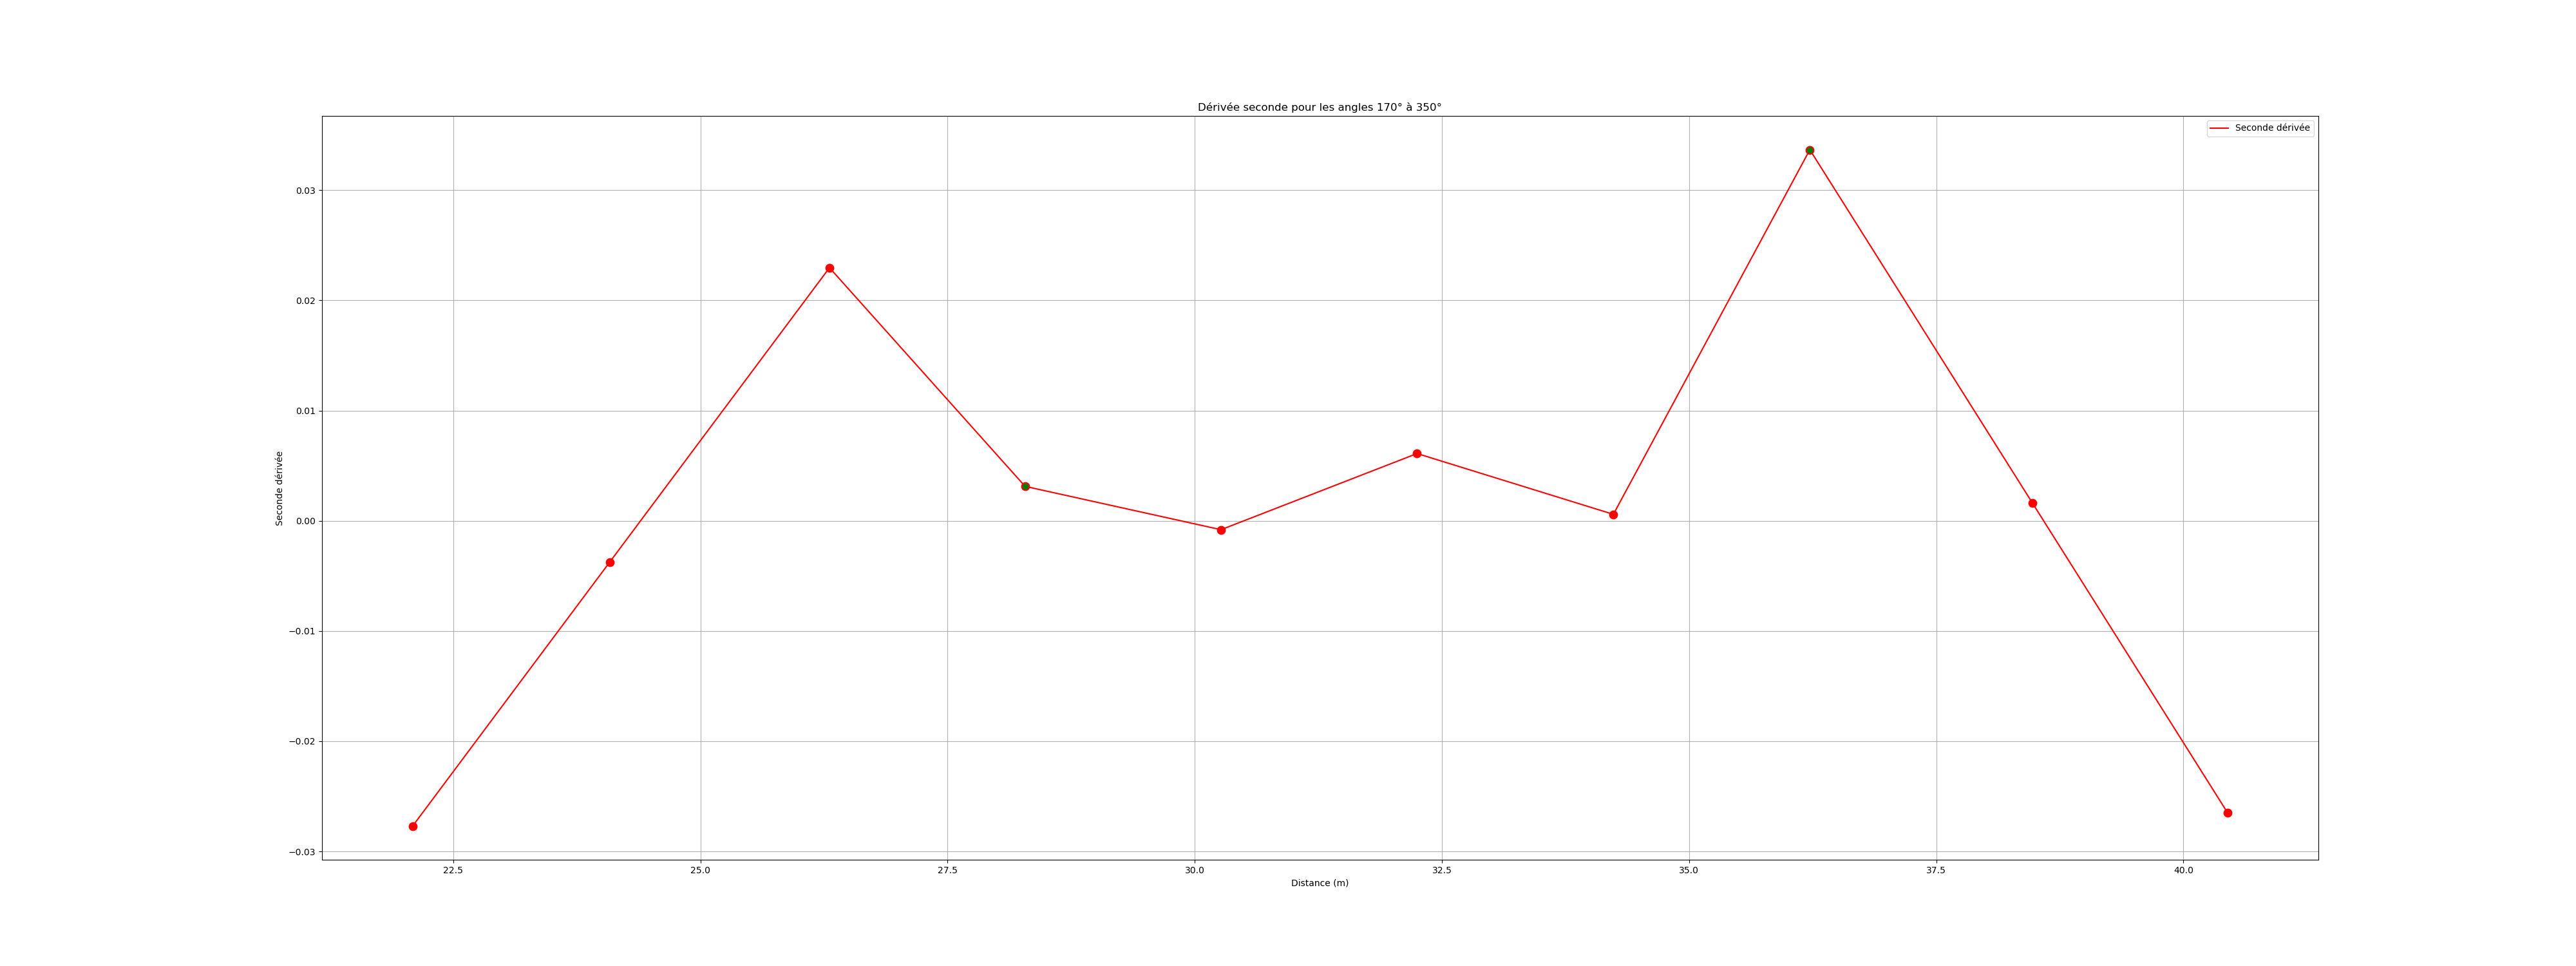 Dérivée seconde pour les angles 170° à 350°
Seconde dérivée
0.03
0.02
0.01
0.00
−0.01
−0.02
−0.03
Seconde dérivée
22.5 25.0 27.5 30.0 32.5 35.0 37.5 40.0
Distance (m)